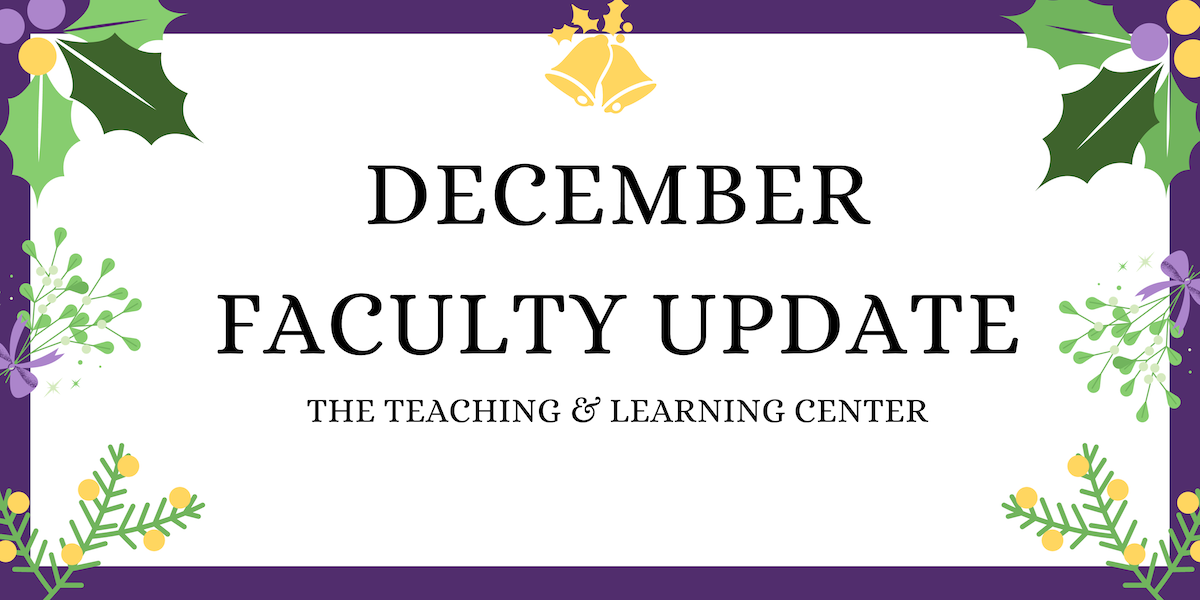 DECEMBER
FACULTY UPDATE
THE TEACHING & LEARNING CENTER